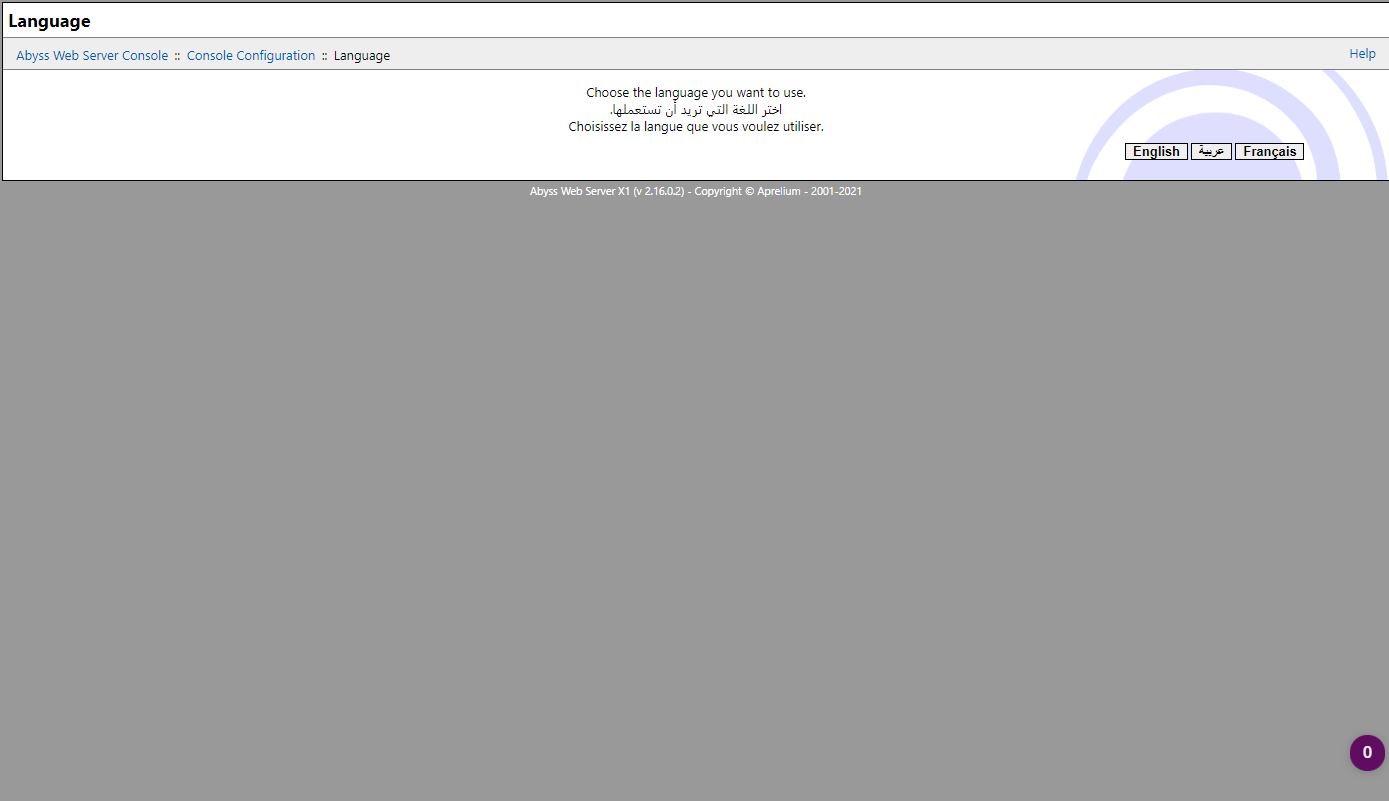 Language
Abyss Web Server Console :: Console Configuration :: Language
Help
Choose the language you want to use.
اختر اللغة التي تريد أن تستعملها.
Choisissez la langue que vous voulez utiliser.
English عربية Français
Abyss Web Server X1 (v 2.16.0.2) - Copyright © Aprelium - 2001-2021
0